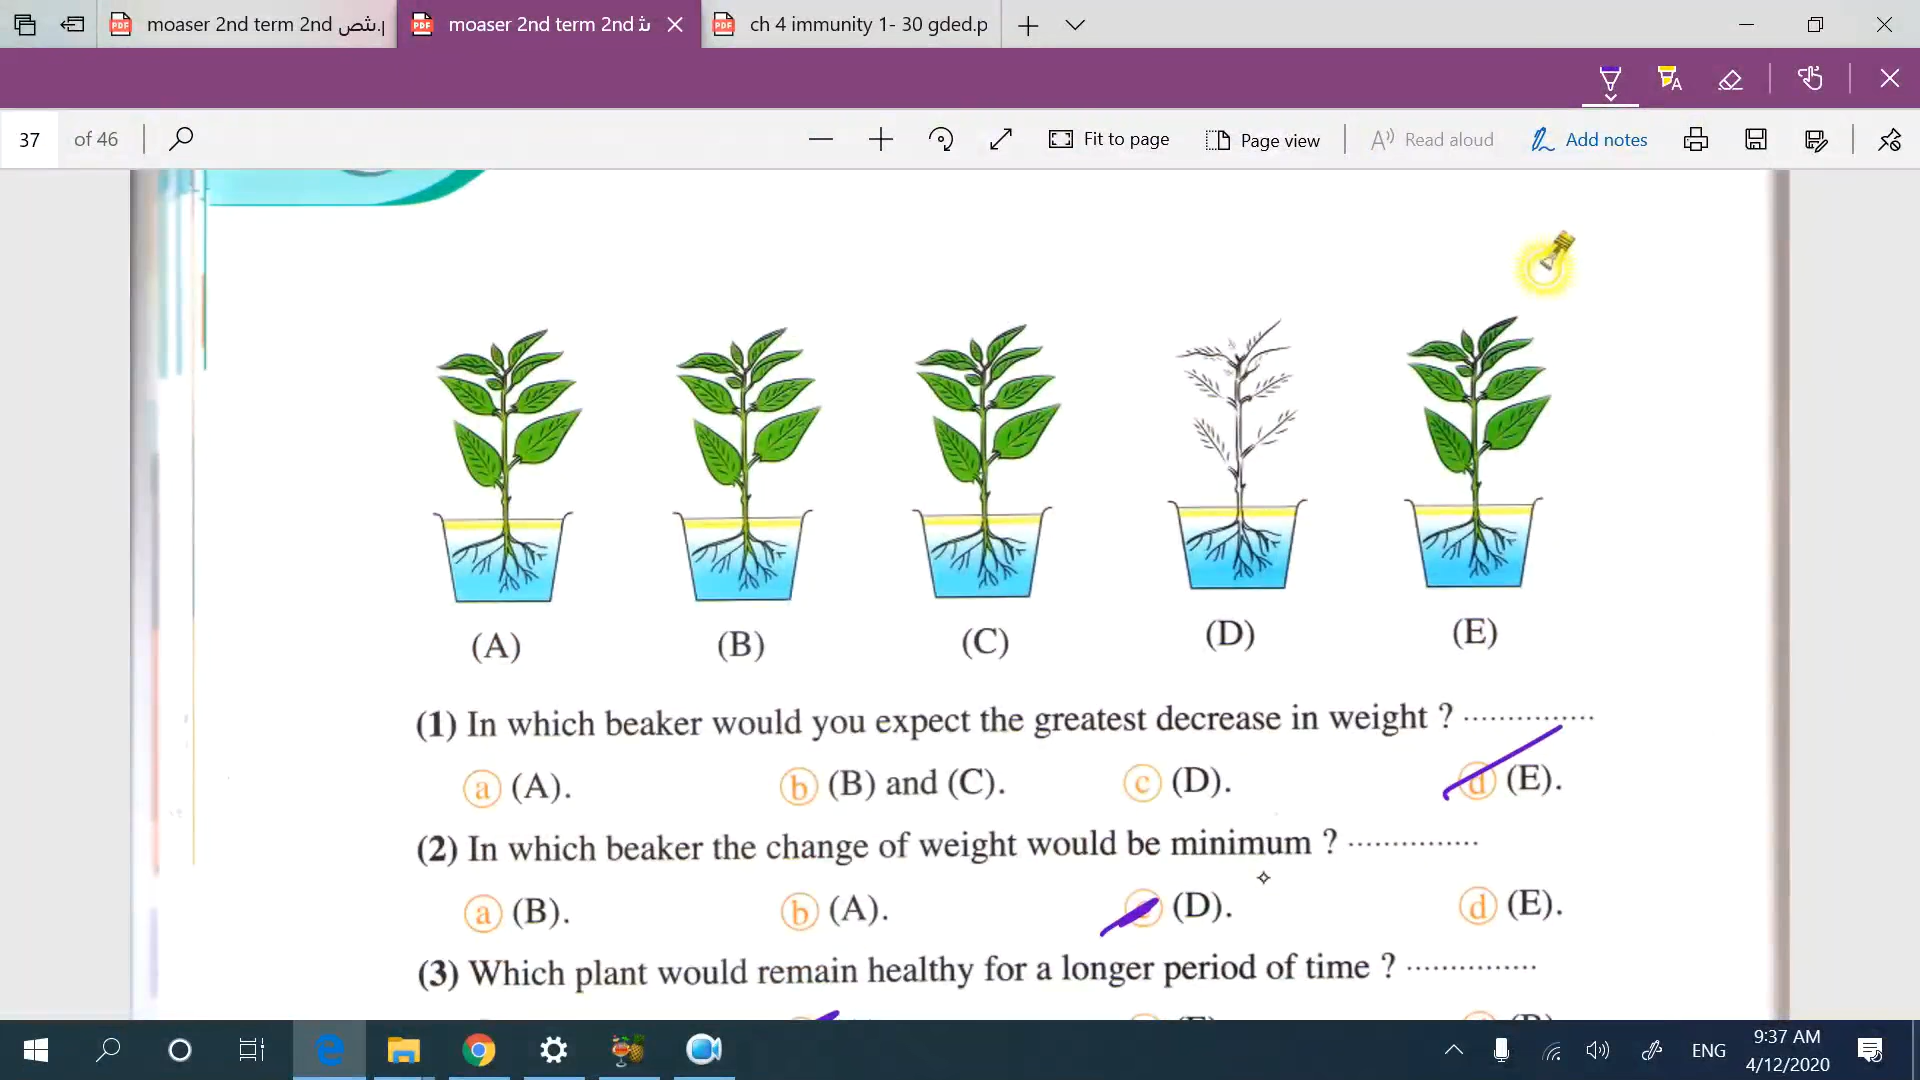 moaser 2nd term 2nd ثص.p
moaser 2nd term 2nd ث
ch 4 immunity 1- 30 gded.p
37 of 46
Fit to page
Page view
Read aloud
Add notes
(A) (B) (C) (D) (E)
(1) In which beaker would you expect the greatest decrease in weight ? ...............
a (A). b (B) and (C). c (D). d (E).
(2) In which beaker the change of weight would be minimum ? ...............
a (B). b (A). c (D). d (E).
(3) Which plant would remain healthy for a longer period of time ? ...............
ENG
9:37 AM
4/12/2020